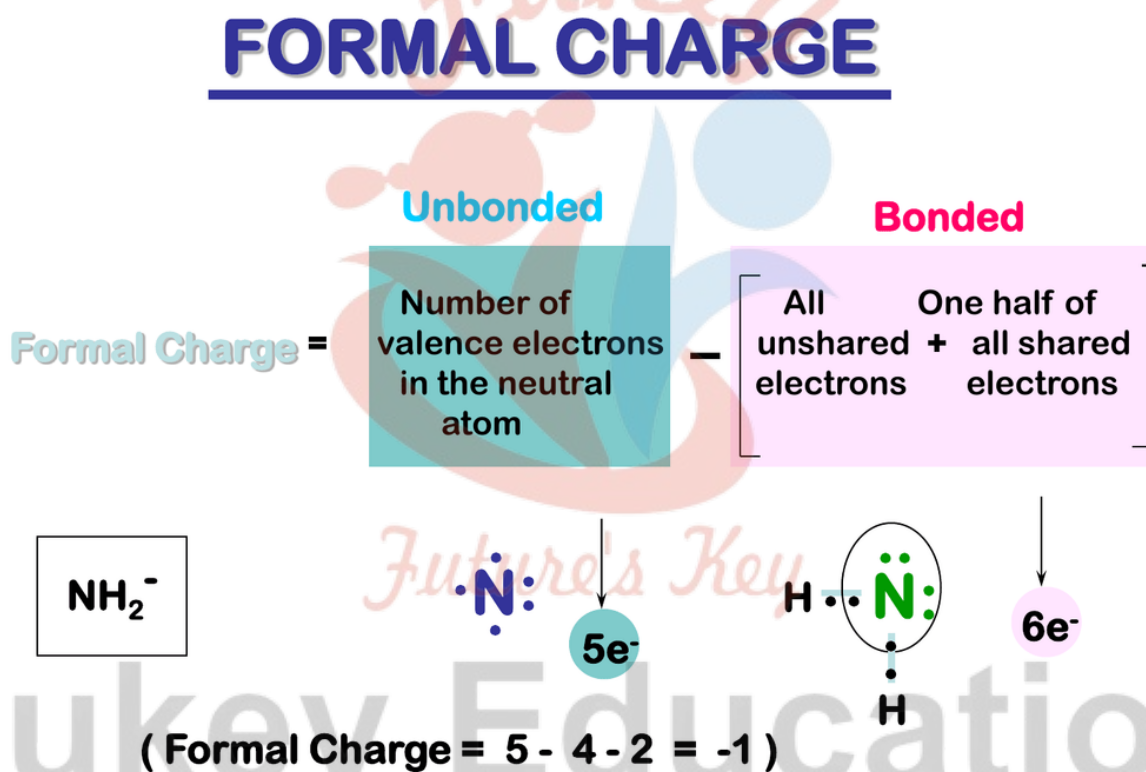 FORMAL CHARGE
Unbonded
Bonded
Formal Charge =
Number of
valence electrons
in the neutral
atom
–
[ All unshared electrons + One half of all shared electrons ]
NH₂⁻
N
5e⁻
H N
H
6e⁻
Future's Key
ukey Educatio
( Formal Charge = 5 - 4 - 2 = -1 )